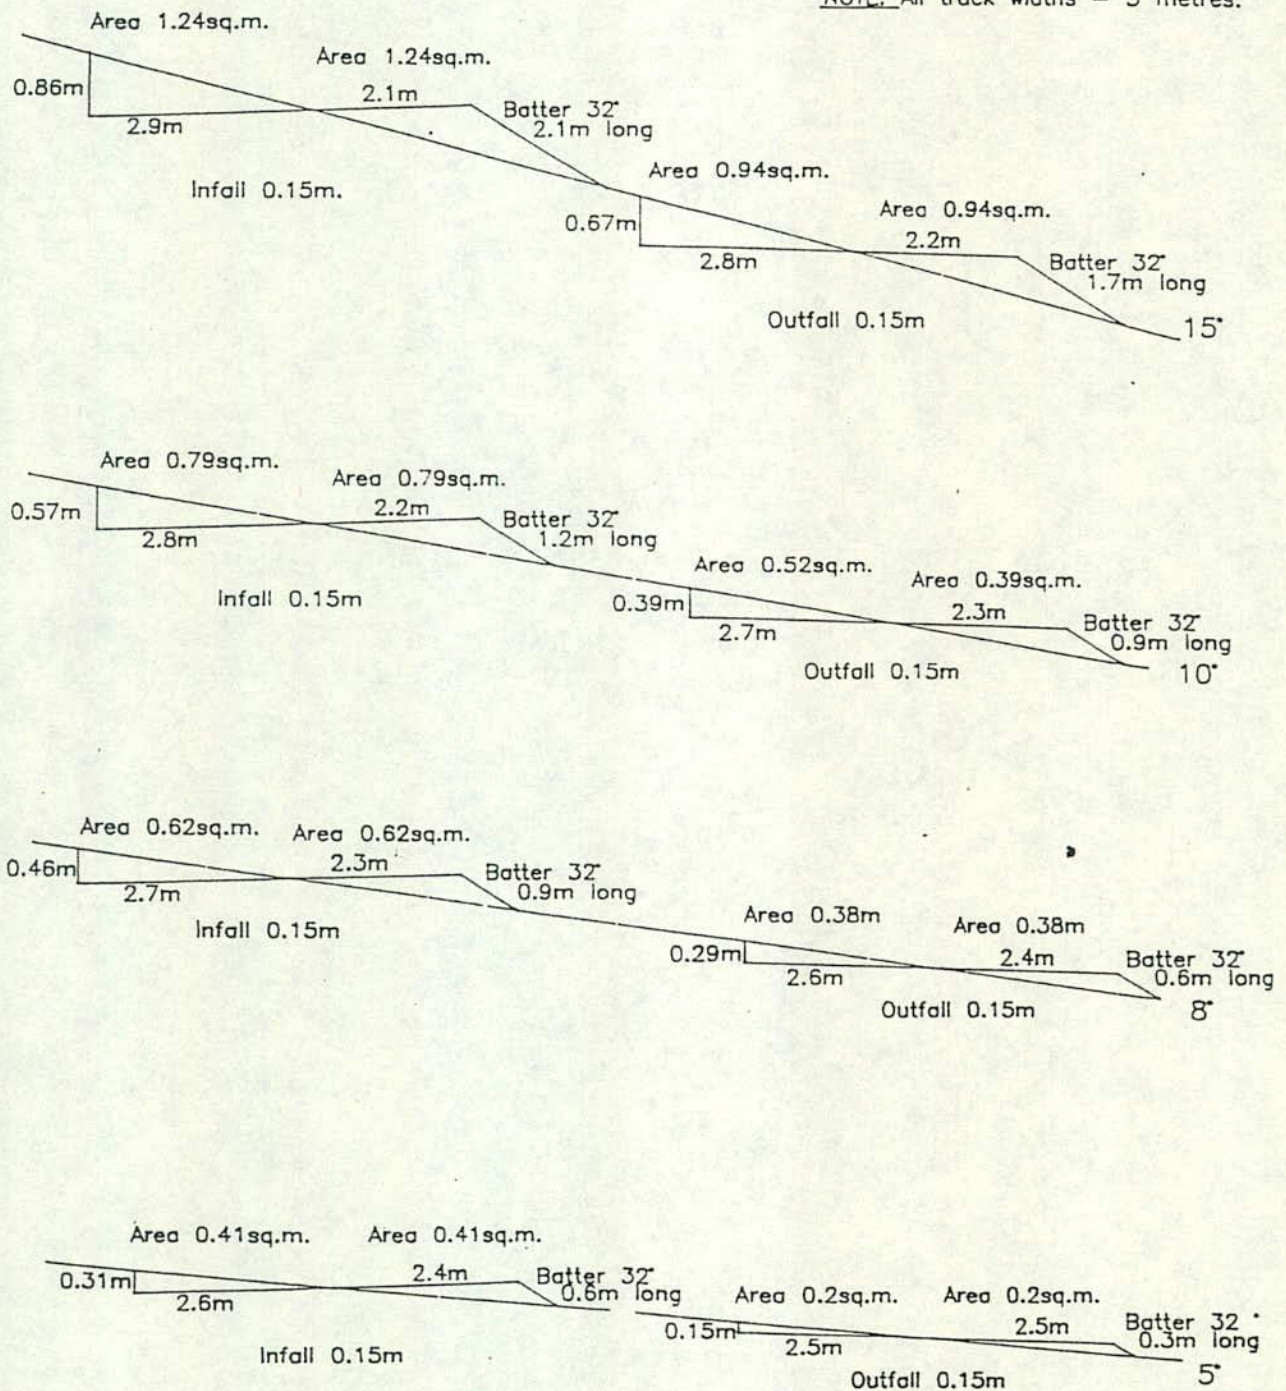 NOTE: All track widths = 5 metres.
Area 1.24sq.m.
Area 1.24sq.m.
0.86m
2.1m
Batter 32°
2.1m long
2.9m
Infall 0.15m.
Area 0.94sq.m.
Area 0.94sq.m.
0.67m
2.2m
2.8m
Batter 32°
1.7m long
Outfall 0.15m
15°
Area 0.79sq.m.
Area 0.79sq.m.
0.57m
2.2m
Batter 32°
1.2m long
2.8m
Infall 0.15m
Area 0.52sq.m.
Area 0.39sq.m.
0.39m
2.3m
2.7m
Batter 32°
0.9m long
Outfall 0.15m
10°
Area 0.62sq.m.
Area 0.62sq.m.
0.46m
2.3m
Batter 32°
0.9m long
2.7m
Infall 0.15m
Area 0.38m
Area 0.38m
0.29m
2.4m
2.6m
Batter 32°
0.6m long
Outfall 0.15m
8°
Area 0.41sq.m.
Area 0.41sq.m.
0.31m
2.4m
Batter 32°
0.6m long
2.6m
Infall 0.15m
Area 0.2sq.m.
Area 0.2sq.m.
0.15m
2.5m
2.5m
Batter 32°
0.3m long
Outfall 0.15m
5°